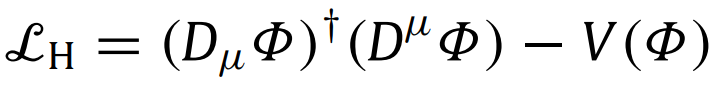 ℒ_H = (D_μ Φ)^†(D^μ Φ) − V(Φ)